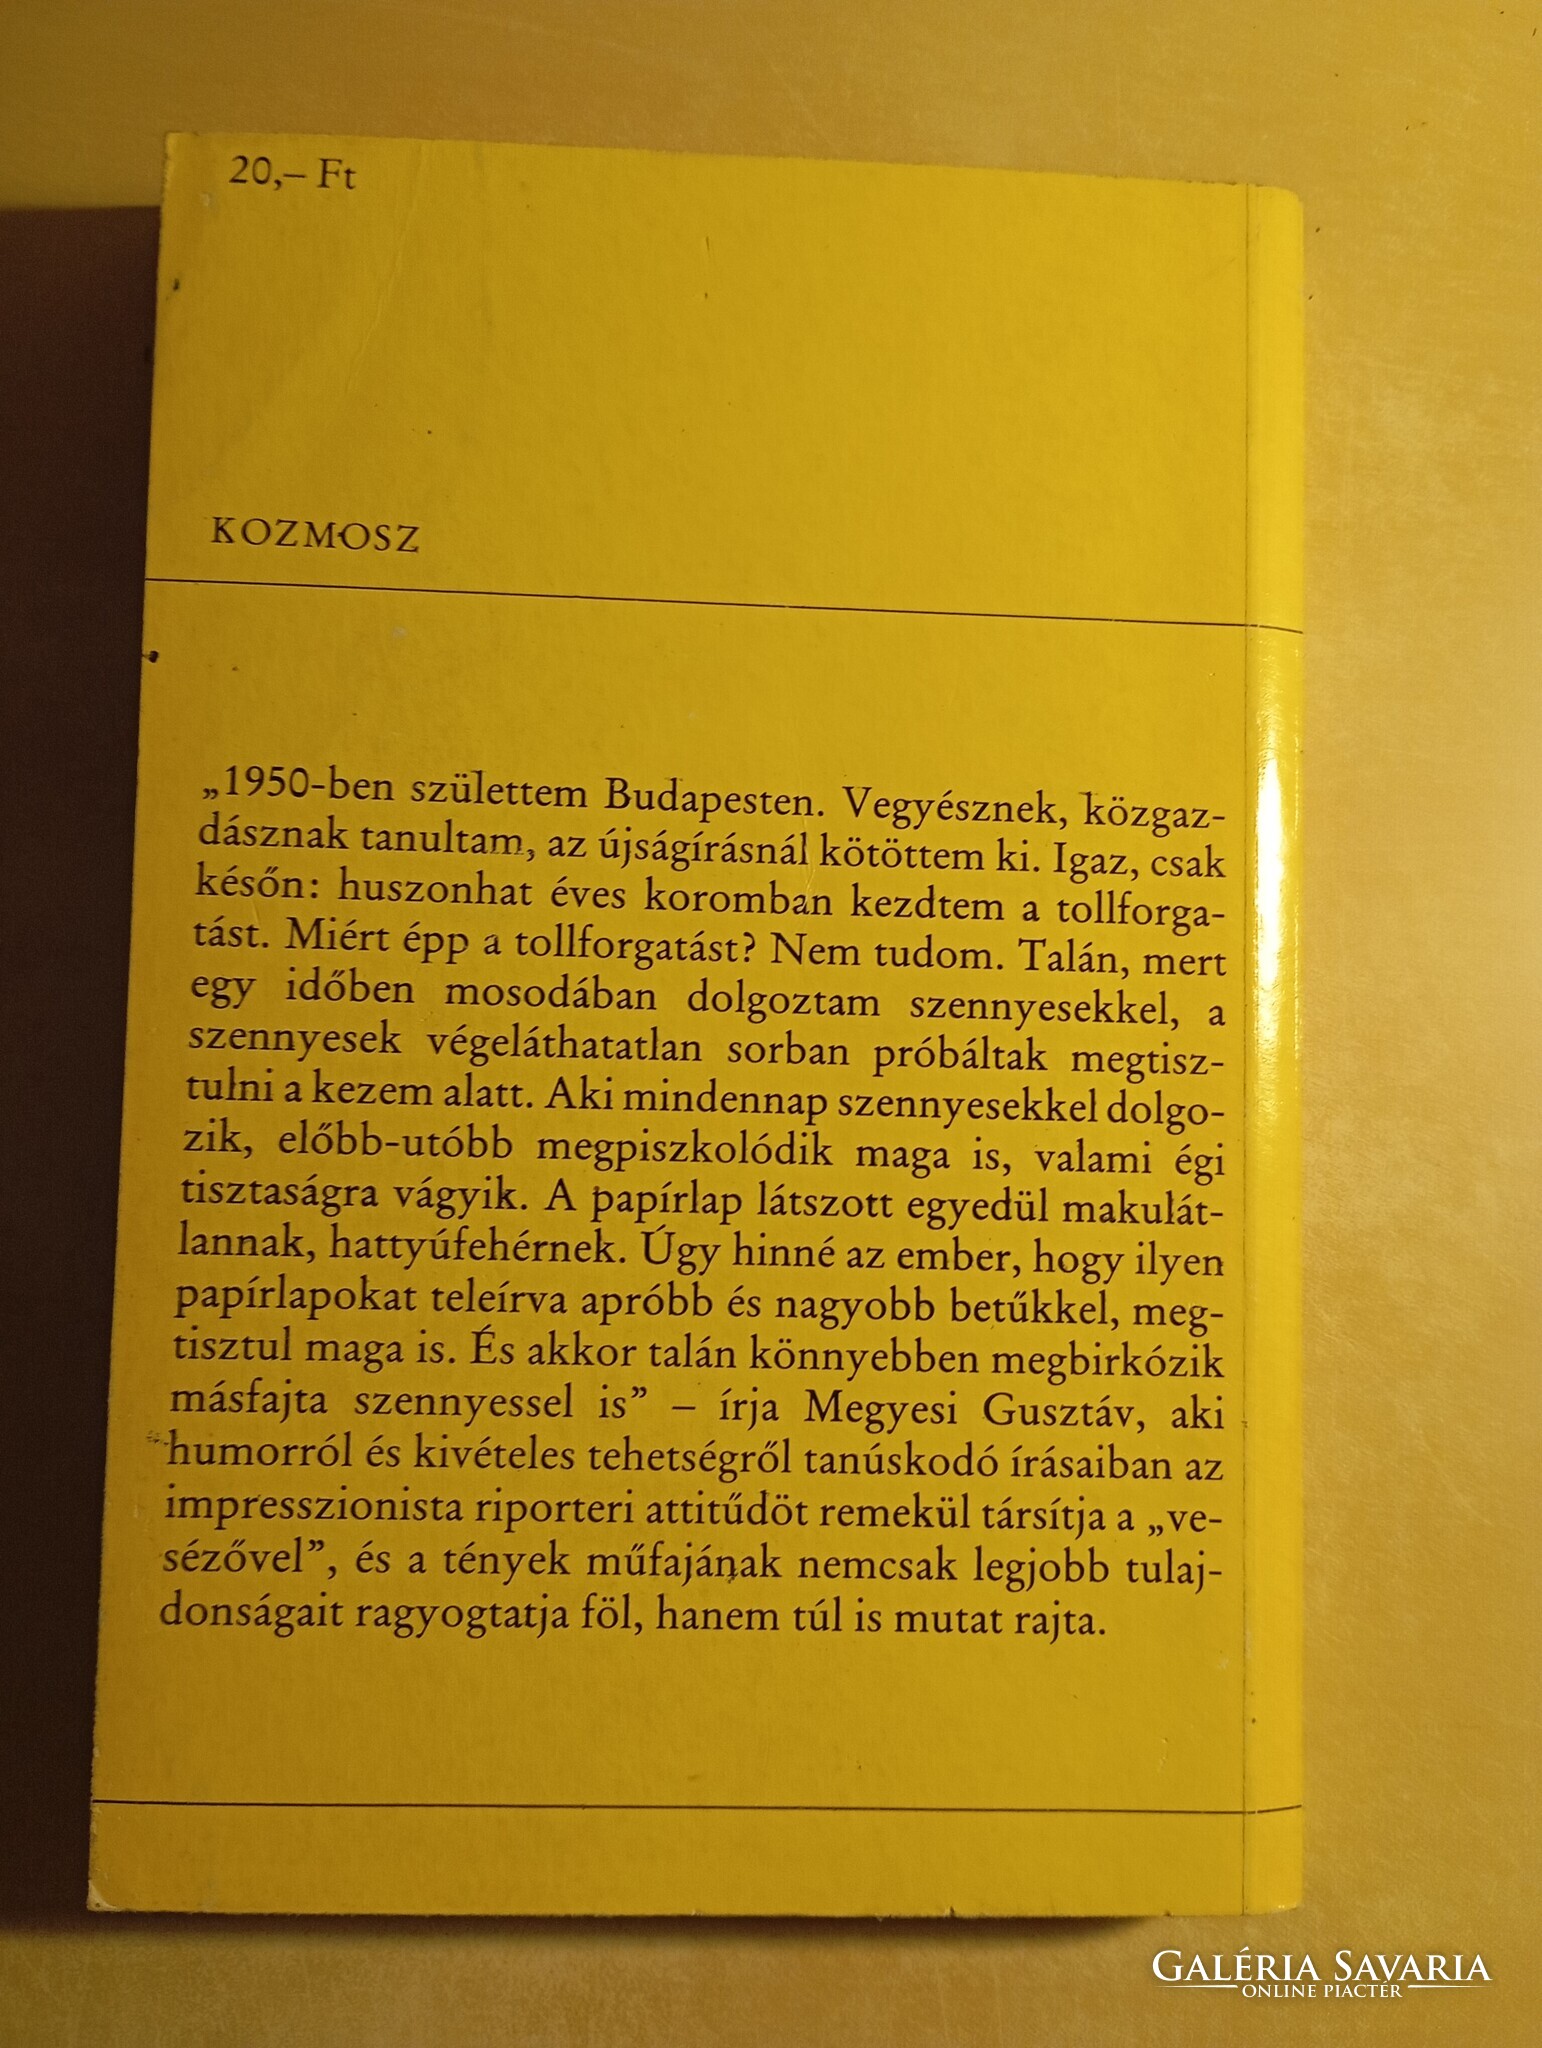 20,– Ft
KOZMOSZ
„1950-ben születtem Budapesten. Vegyésznek, közgaz-
dásznak tanultam, az újságírásnál kötöttem ki. Igaz, csak
későn: huszonhat éves koromban kezdtem a tollforga-
tást. Miért épp a tollforgatást? Nem tudom. Talán, mert
egy időben mosodában dolgoztam szennyesekkel, a
szennyesek végeláthatatlan sorban próbáltak megtisz-
tulni a kezem alatt. Aki mindennap szennyesekkel dolgo-
zik, előbb-utóbb megpiszkolódik maga is, valami égi
tisztaságra vágyik. A papírlap látszott egyedül makulát-
lannak, hattyúfehérnek. Úgy hinné az ember, hogy ilyen
papírlapokat teleírva apróbb és nagyobb betűkkel, meg-
tisztul maga is. És akkor talán könnyebben megbirkózik
másfajta szennyessel is” – írja Megyesi Gusztáv, aki
humorról és kivételes tehetségről tanúskodó írásaiban az
impresszionista riporteri attitűdöt remekül társítja a „ve-
sézővel”, és a tények műfajának nemcsak legjobb tulaj-
donságait ragyogtatja föl, hanem túl is mutat rajta.
GALÉRIA SAVARIA
ONLINE PIACTÉR